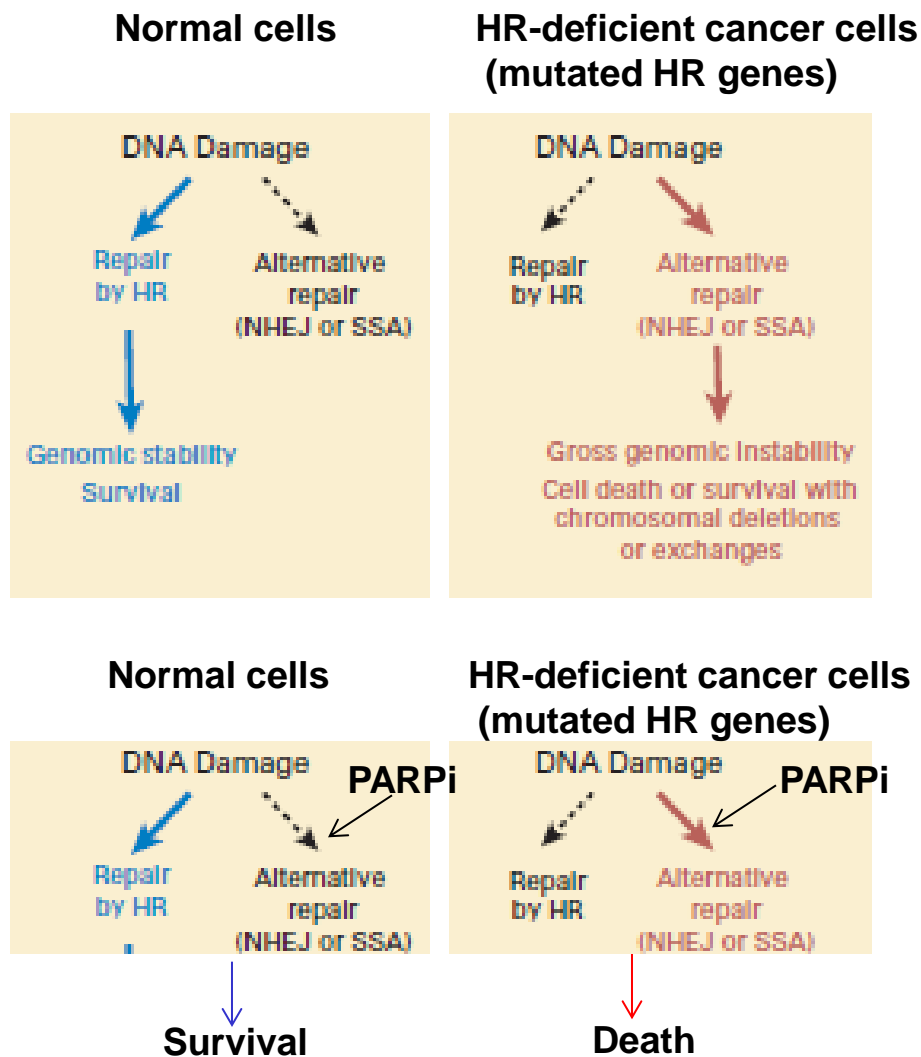 Normal cells
HR-deficient cancer cells
(mutated HR genes)
DNA Damage
Repair
by HR
Alternative
repair
(NHEJ or SSA)
Genomic stability
Survival
DNA Damage
Repair
by HR
Alternative
repair
(NHEJ or SSA)
Gross genomic instability
Cell death or survival with
chromosomal deletions
or exchanges
Normal cells
HR-deficient cancer cells
(mutated HR genes)
DNA Damage
PARPi
Repair
by HR
Alternative
repair
(NHEJ or SSA)
Survival
DNA Damage
PARPi
Repair
by HR
Alternative
repair
(NHEJ or SSA)
Death